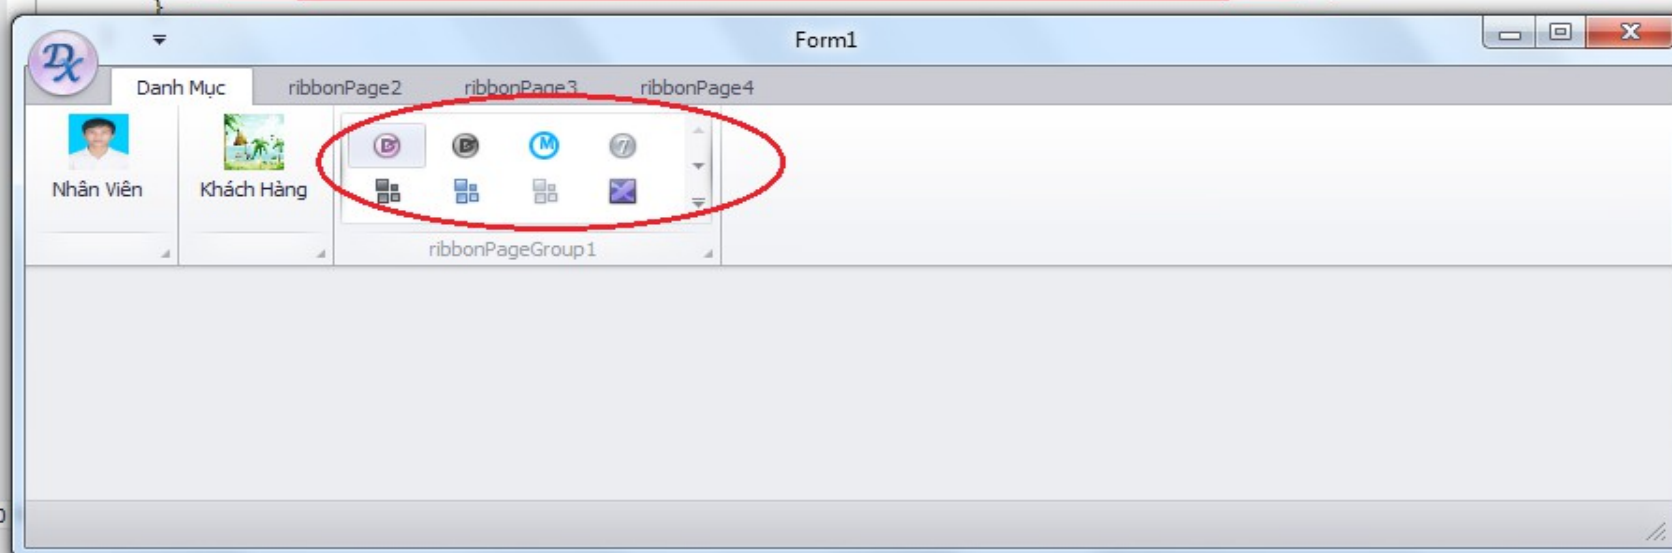 }
Form1
Danh Mục ribbonPage2 ribbonPage3 ribbonPage4
Nhân Viên Khách Hàng
ribbonPageGroup1